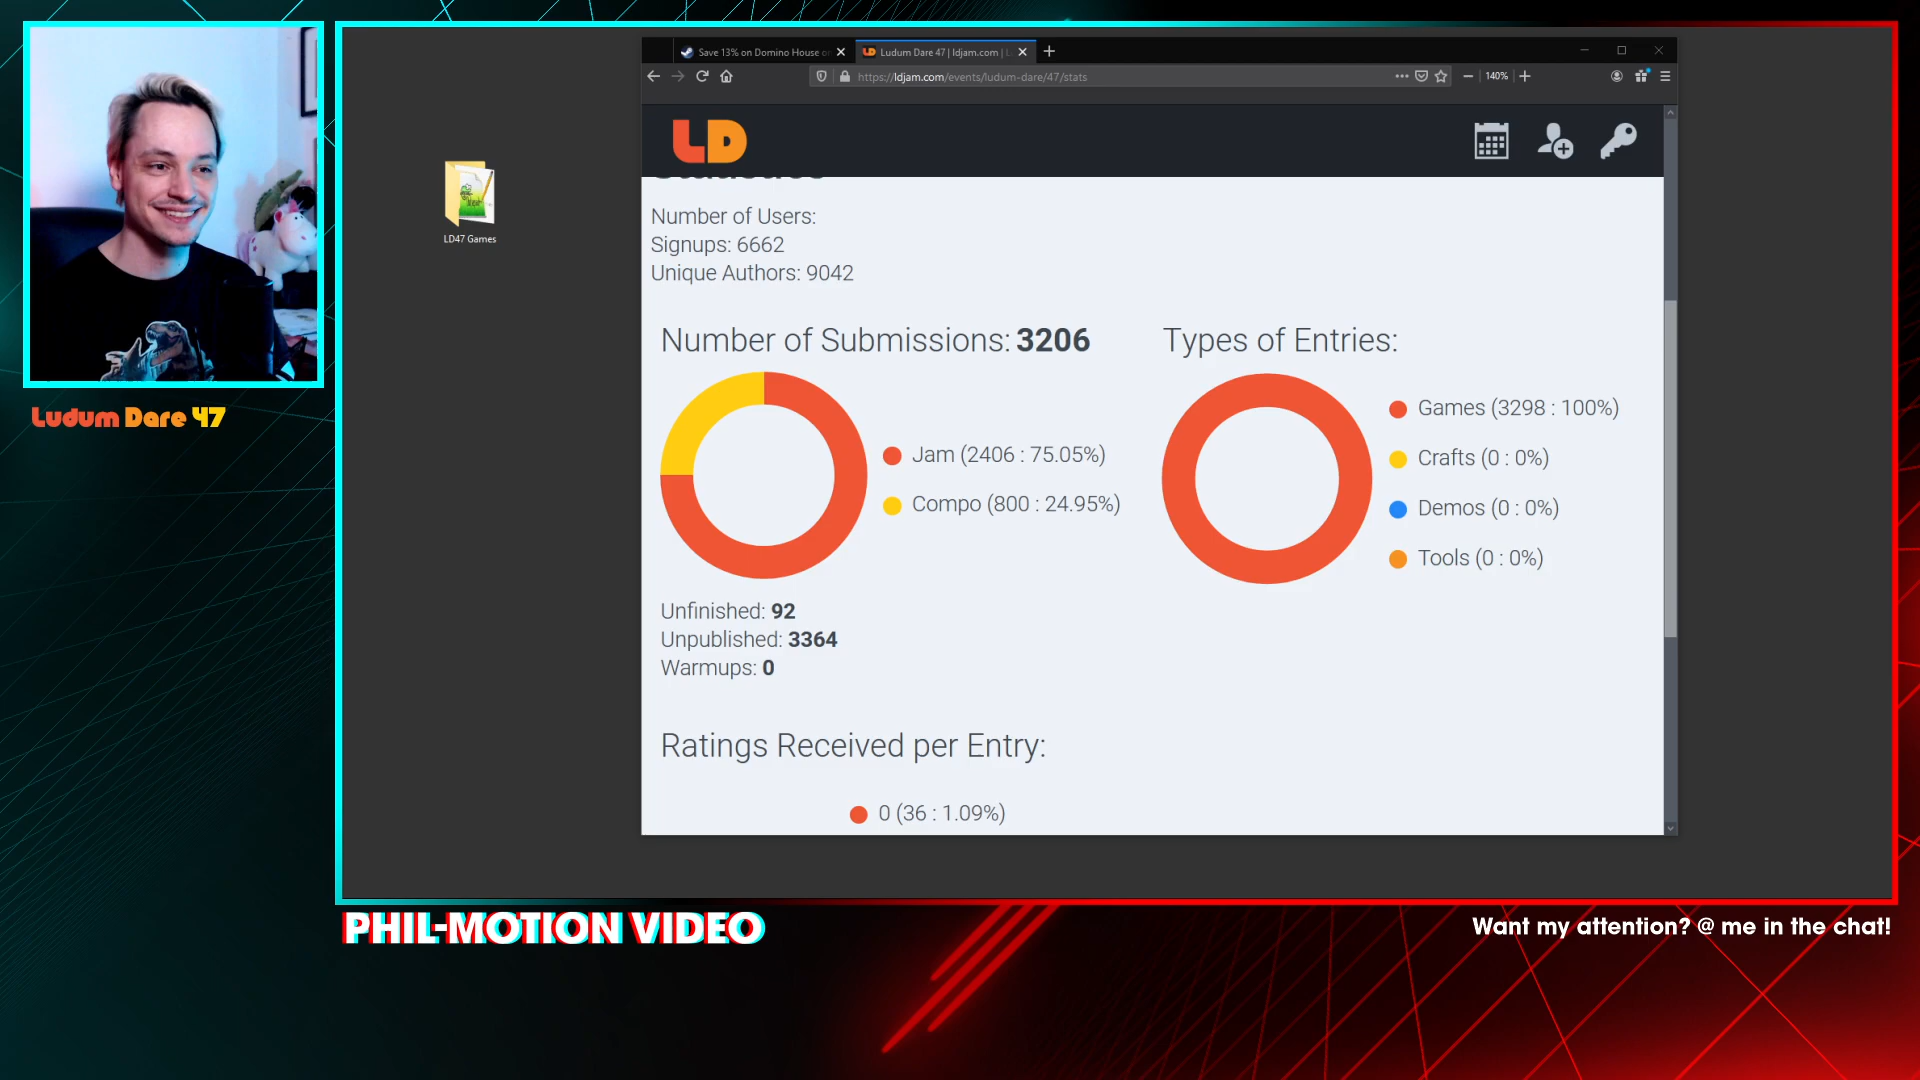 Save 13% on Domino House on
Ludum Dare 47 | ldjam.com |
https://ldjam.com/events/ludum-dare/47/stats
140%
LD
LD47 Games
Statistics
Number of Users:
Signups: 6662
Unique Authors: 9042
Number of Submissions: 3206
Types of Entries:
Jam (2406 : 75.05%)
Compo (800 : 24.95%)
Games (3298 : 100%)
Crafts (0 : 0%)
Demos (0 : 0%)
Tools (0 : 0%)
Unfinished: 92
Unpublished: 3364
Warmups: 0
Ratings Received per Entry:
0 (36 : 1.09%)
Ludum Dare 47
PHIL-MOTION VIDEO
Want my attention? @ me in the chat!